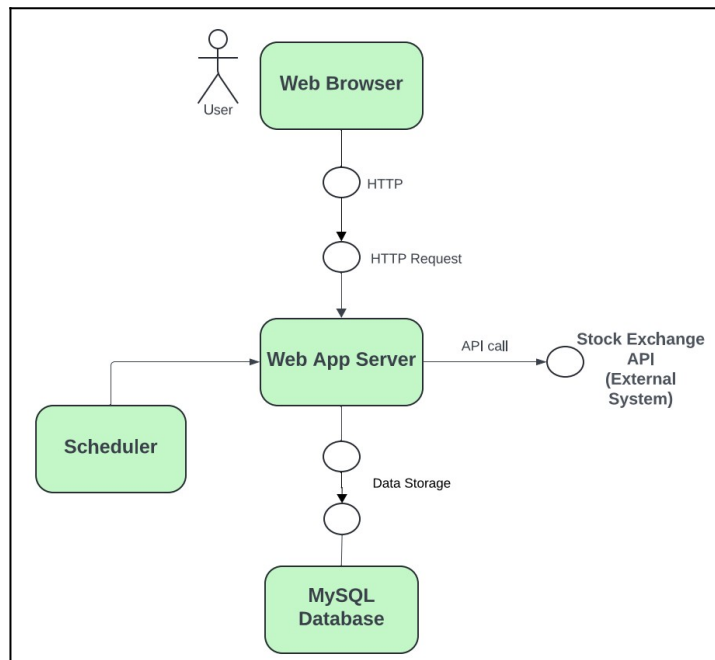 Web Browser
User
HTTP
HTTP Request
Web App Server
API call
Stock Exchange
API
(External
System)
Scheduler
Data Storage
MySQL
Database